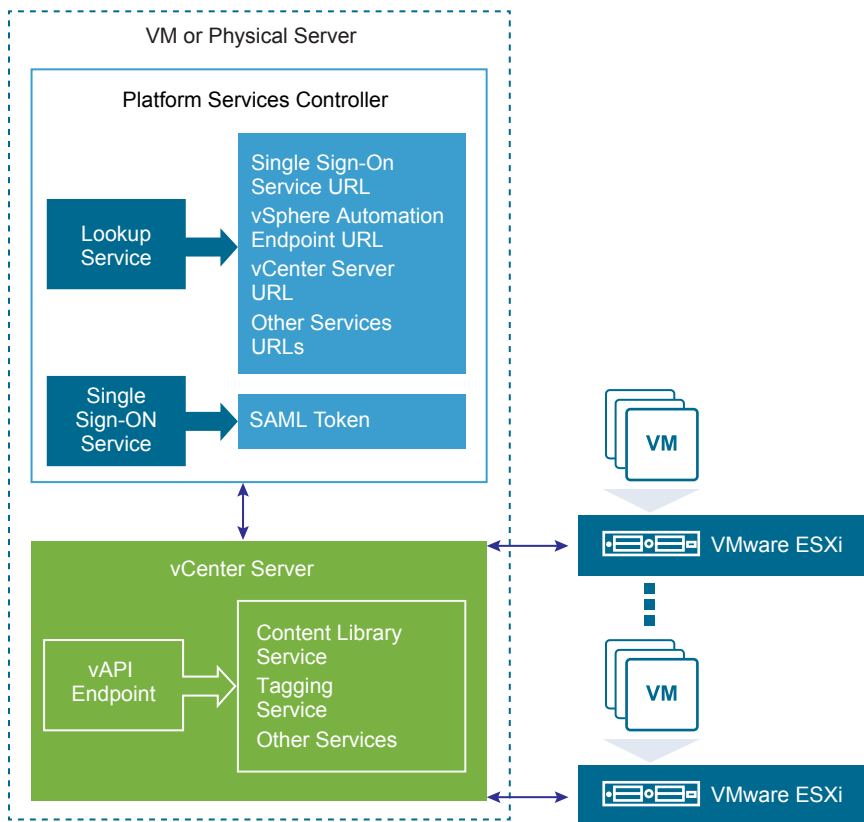 VM or Physical Server
Platform Services Controller
Lookup
Service
Single Sign-On
Service URL
vSphere Automation
Endpoint URL
vCenter Server
URL
Other Services
URLs
Single
Sign-ON
Service
SAML Token
VM
VMware ESXi
vCenter Server
vAPI
Endpoint
Content Library
Service
Tagging
Service
Other Services
VM
VMware ESXi